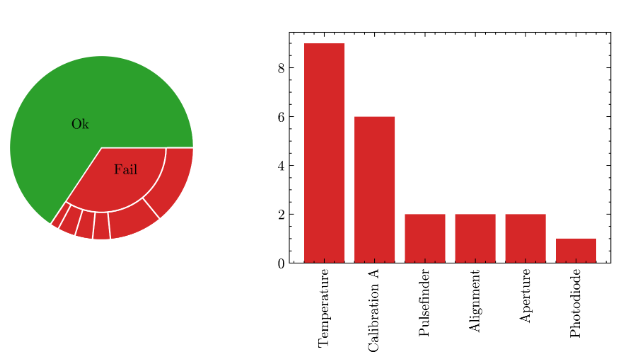 Ok
Fail
8
6
4
2
0
Temperature
Calibration A
Pulsefinder
Alignment
Aperture
Photodiode